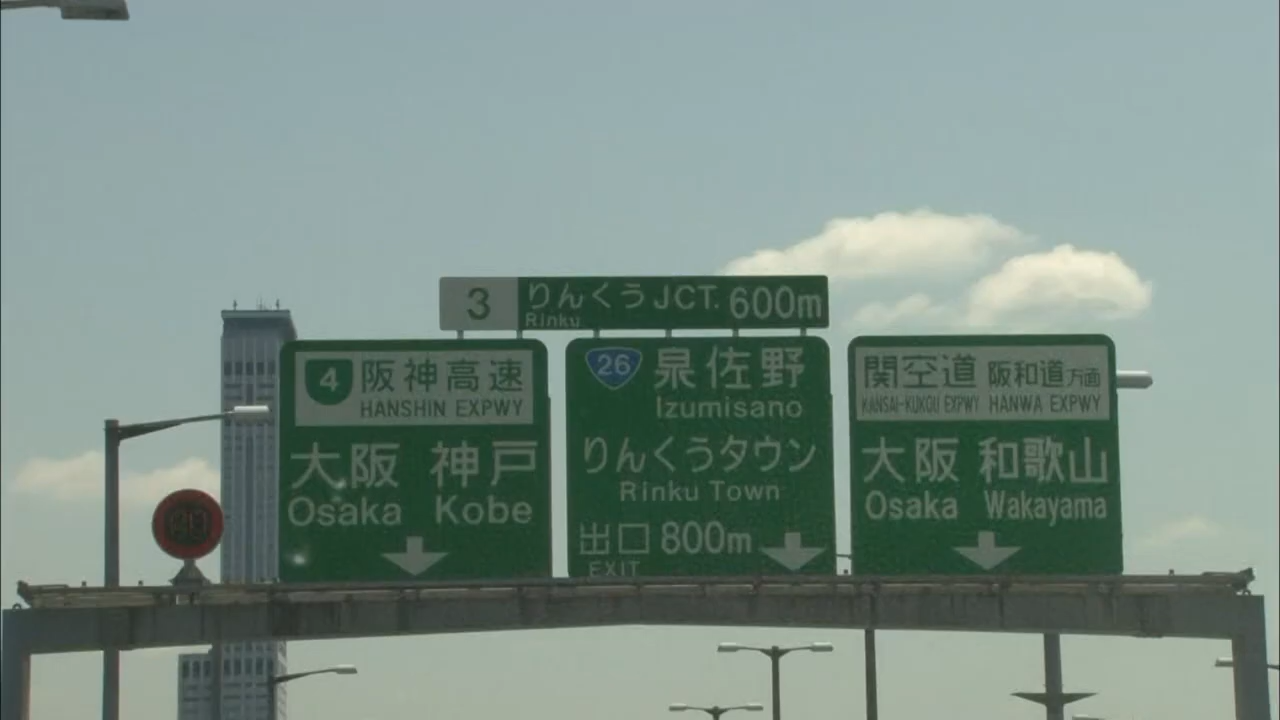 3 りんくうJCT. 600m
Rinku
4 阪神高速
HANSHIN EXPWY
大阪 神戸
Osaka Kobe
26 泉佐野
Izumisano
りんくうタウン
Rinku Town
出口 800m
EXIT
関空道 阪和道方面
KANSAI-KUKOU EXPWY HANWA EXPWY
大阪 和歌山
Osaka Wakayama